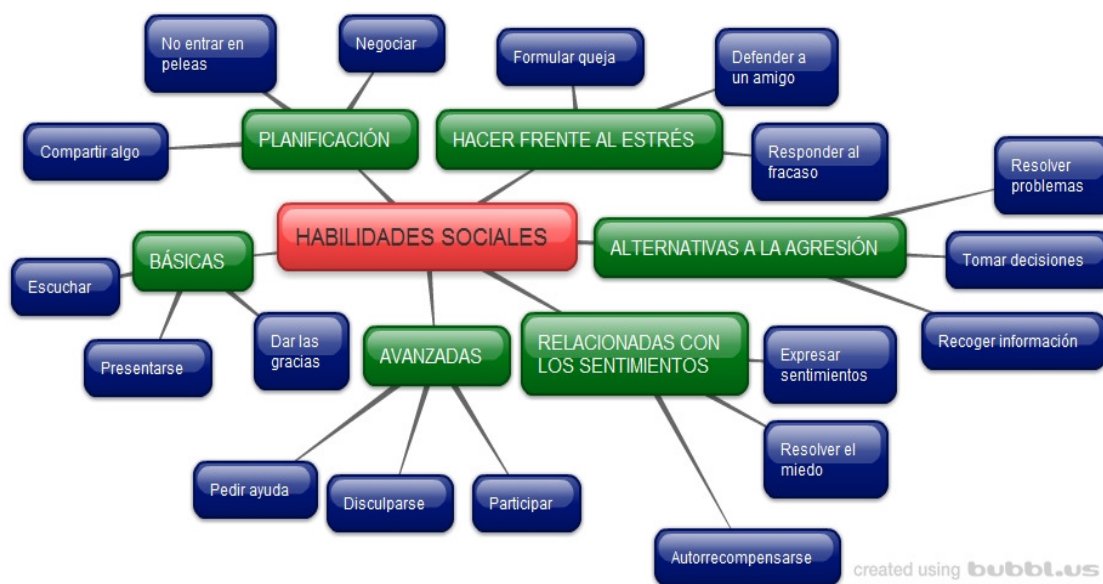 No entrar en
peleas
Negociar
Formular queja
Defender a
un amigo
Compartir algo
PLANIFICACIÓN
HACER FRENTE AL ESTRÉS
Responder al
fracaso
Resolver
problemas
HABILIDADES SOCIALES
ALTERNATIVAS A LA AGRESIÓN
BÁSICAS
Tomar decisiones
Escuchar
Presentarse
Dar las
gracias
AVANZADAS
RELACIONADAS CON
LOS SENTIMIENTOS
Recoger información
Expresar
sentimientos
Resolver el
miedo
Pedir ayuda
Disculparse
Participar
Autorrecompensarse
created using bubbl.us